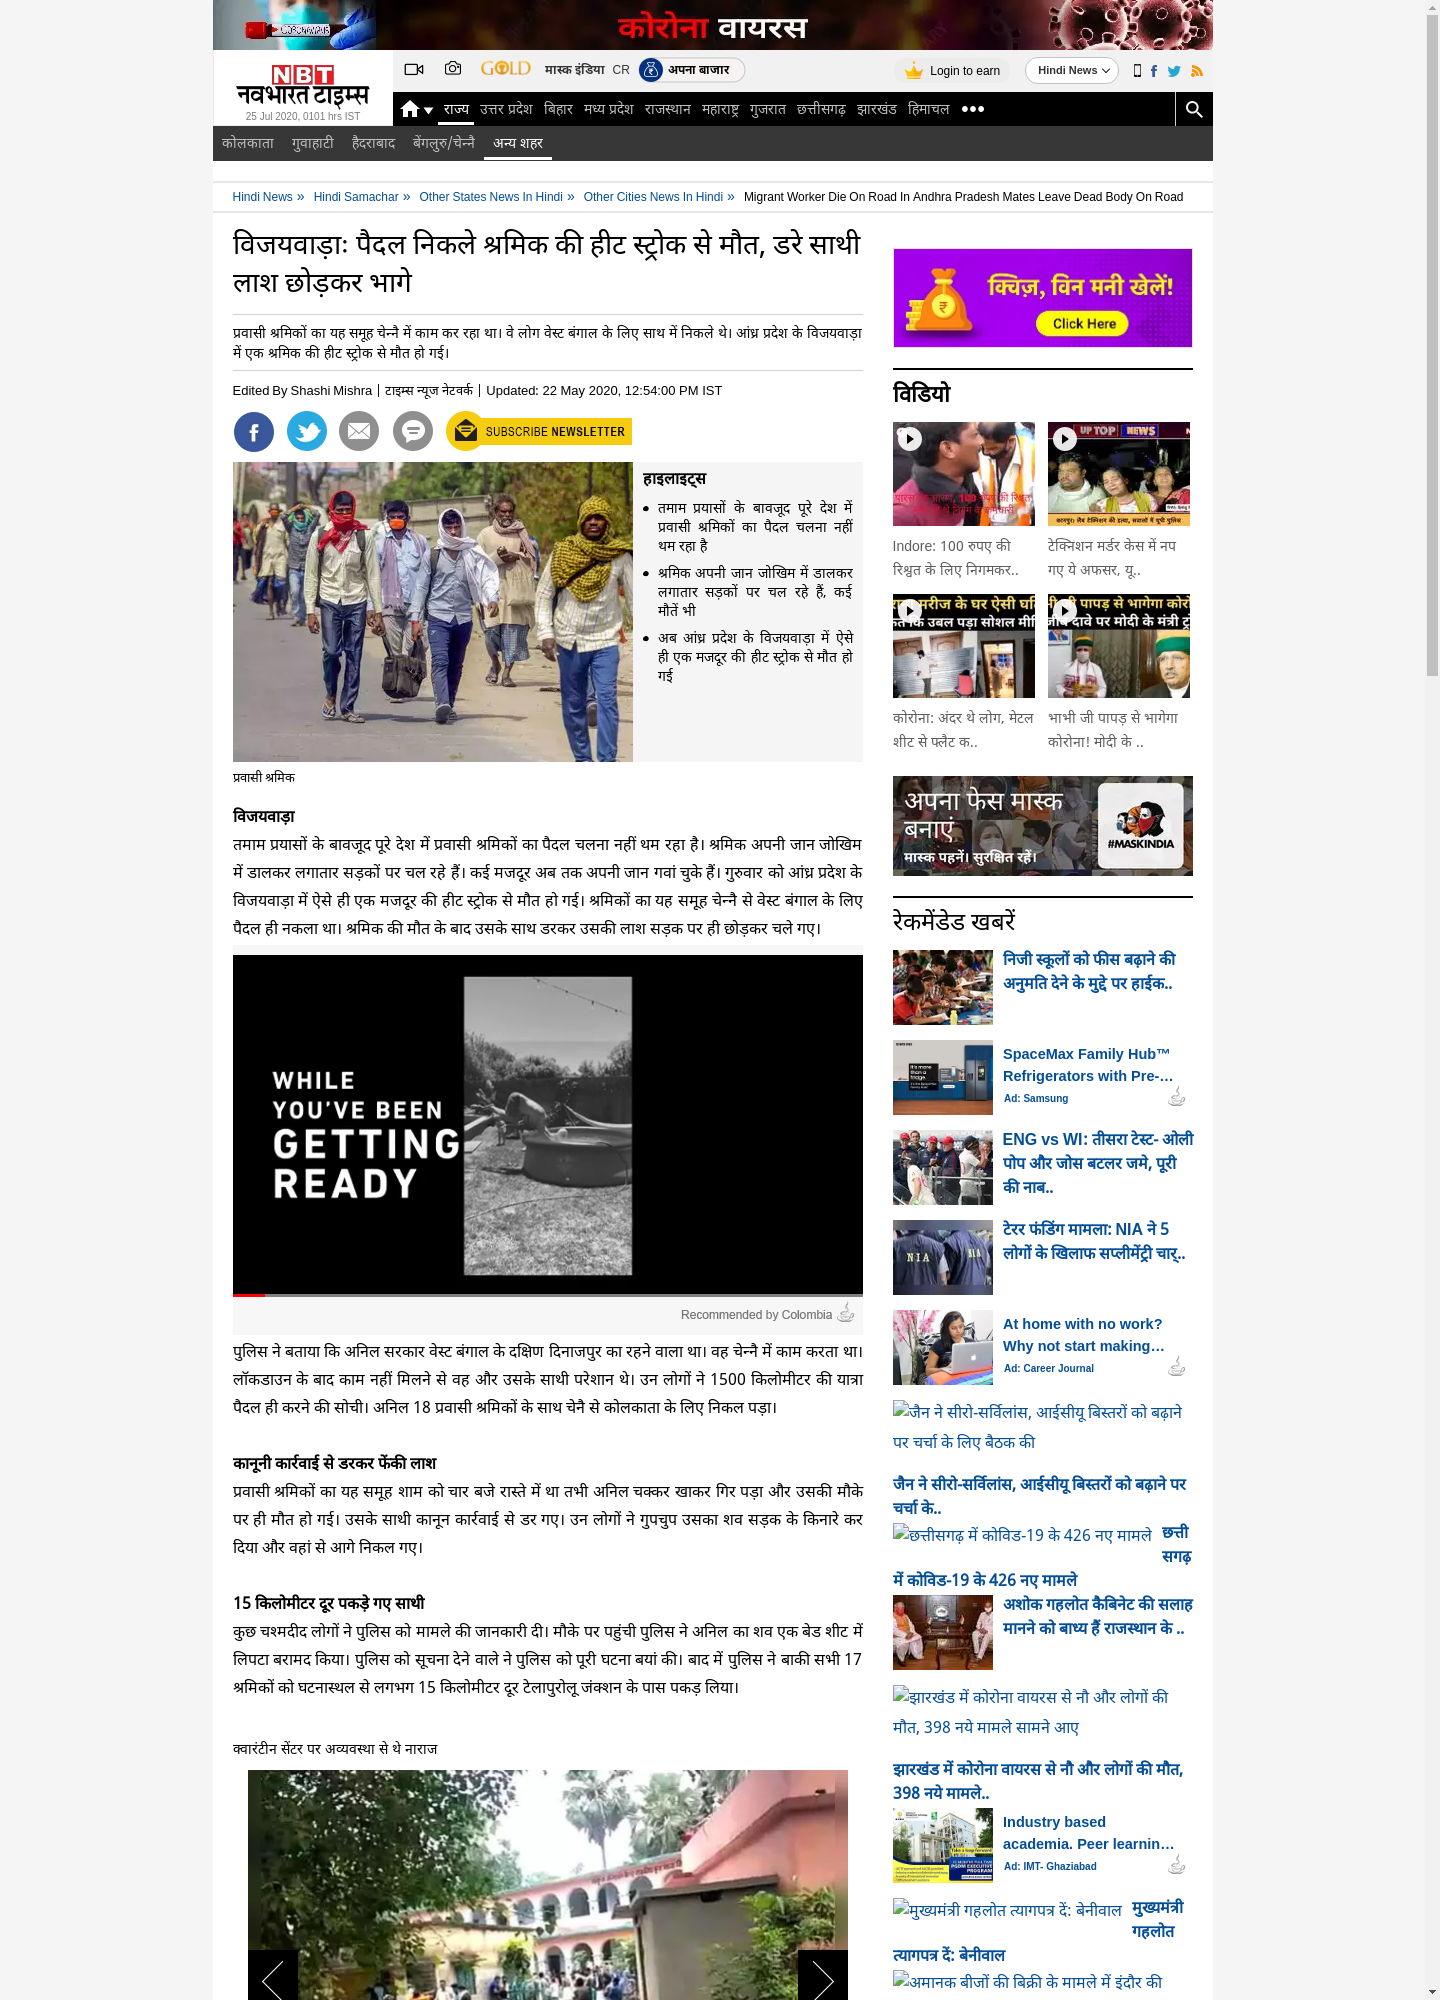 कोरोना वायरस
NBT
नवभारत टाइम्स
25 Jul 2020, 0101 hrs IST
GOLD मास्क इंडिया CR अपना बाजार
Login to earn
Hindi News
राज्य उत्तर प्रदेश बिहार मध्य प्रदेश राजस्थान महाराष्ट्र गुजरात छत्तीसगढ़ झारखंड हिमाचल
कोलकाता गुवाहाटी हैदराबाद बेंगलुरु/चेन्नै अन्य शहर
Hindi News » Hindi Samachar » Other States News In Hindi » Other Cities News In Hindi » Migrant Worker Die On Road In Andhra Pradesh Mates Leave Dead Body On Road
विजयवाड़ाः पैदल निकले श्रमिक की हीट स्ट्रोक से मौत, डरे साथी
लाश छोड़कर भागे
प्रवासी श्रमिकों का यह समूह चेन्नै में काम कर रहा था। वे लोग वेस्ट बंगाल के लिए साथ में निकले थे। आंध्र प्रदेश के विजयवाड़ा
में एक श्रमिक की हीट स्ट्रोक से मौत हो गई।
Edited By Shashi Mishra | टाइम्स न्यूज नेटवर्क | Updated: 22 May 2020, 12:54:00 PM IST
SUBSCRIBE NEWSLETTER
हाइलाइट्स
तमाम प्रयासों के बावजूद पूरे देश में
प्रवासी श्रमिकों का पैदल चलना नहीं
थम रहा है
श्रमिक अपनी जान जोखिम में डालकर
लगातार सड़कों पर चल रहे हैं, कई
मौतें भी
अब आंध्र प्रदेश के विजयवाड़ा में ऐसे
ही एक मजदूर की हीट स्ट्रोक से मौत हो
गई
प्रवासी श्रमिक
विजयवाड़ा
तमाम प्रयासों के बावजूद पूरे देश में प्रवासी श्रमिकों का पैदल चलना नहीं थम रहा है। श्रमिक अपनी जान जोखिम
में डालकर लगातार सड़कों पर चल रहे हैं। कई मजदूर अब तक अपनी जान गवां चुके हैं। गुरुवार को आंध्र प्रदेश के
विजयवाड़ा में ऐसे ही एक मजदूर की हीट स्ट्रोक से मौत हो गई। श्रमिकों का यह समूह चेन्नै से वेस्ट बंगाल के लिए
पैदल ही नकला था। श्रमिक की मौत के बाद उसके साथ डरकर उसकी लाश सड़क पर ही छोड़कर चले गए।
WHILE
YOU'VE BEEN
GETTING
READY
Recommended by Colombia
पुलिस ने बताया कि अनिल सरकार वेस्ट बंगाल के दक्षिण दिनाजपुर का रहने वाला था। वह चेन्नै में काम करता था।
लॉकडाउन के बाद काम नहीं मिलने से वह और उसके साथी परेशान थे। उन लोगों ने 1500 किलोमीटर की यात्रा
पैदल ही करने की सोची। अनिल 18 प्रवासी श्रमिकों के साथ चेनै से कोलकाता के लिए निकल पड़ा।
कानूनी कार्रवाई से डरकर फेंकी लाश
प्रवासी श्रमिकों का यह समूह शाम को चार बजे रास्ते में था तभी अनिल चक्कर खाकर गिर पड़ा और उसकी मौके
पर ही मौत हो गई। उसके साथी कानून कार्रवाई से डर गए। उन लोगों ने गुपचुप उसका शव सड़क के किनारे कर
दिया और वहां से आगे निकल गए।
15 किलोमीटर दूर पकड़े गए साथी
कुछ चश्मदीद लोगों ने पुलिस को मामले की जानकारी दी। मौके पर पहुंची पुलिस ने अनिल का शव एक बेड शीट में
लिपटा बरामद किया। पुलिस को सूचना देने वाले ने पुलिस को पूरी घटना बयां की। बाद में पुलिस ने बाकी सभी 17
श्रमिकों को घटनास्थल से लगभग 15 किलोमीटर दूर टेलापुरोलू जंक्शन के पास पकड़ लिया।
क्वारंटीन सेंटर पर अव्यवस्था से थे नाराज
क्विज़, विन मनी खेलें!
Click Here
विडियो
Indore: 100 रुपए की
रिश्वत के लिए निगमकर..
UP TOP NEWS
टेक्निशन मर्डर केस में नप
गए ये अफसर, यू..
कोरोना: अंदर थे लोग, मेटल
शीट से फ्लैट क..
भाभी जी पापड़ से भागेगा
कोरोना! मोदी के ..
अपना फेस मास्क
बनाएं
मास्क पहनें। सुरक्षित रहें।
#MASKINDIA
रेकमेंडेड खबरें
निजी स्कूलों को फीस बढ़ाने की
अनुमति देने के मुद्दे पर हाईक..
SpaceMax Family Hub™
Refrigerators with Pre-…
Ad: Samsung
ENG vs WI: तीसरा टेस्ट- ओली
पोप और जोस बटलर जमे, पूरी
की नाब..
NIA
टेरर फंडिंग मामला: NIA ने 5
लोगों के खिलाफ सप्लीमेंट्री चार्..
At home with no work?
Why not start making…
Ad: Career Journal
जैन ने सीरो-सर्विलांस, आईसीयू बिस्तरों को बढ़ाने
पर चर्चा के लिए बैठक की
जैन ने सीरो-सर्विलांस, आईसीयू बिस्तरों को बढ़ाने पर
चर्चा के..
छत्तीसगढ़ में कोविड-19 के 426 नए मामले
छत्ती
सगढ़
में कोविड-19 के 426 नए मामले
अशोक गहलोत कैबिनेट की सलाह
मानने को बाध्य हैं राजस्थान के ..
झारखंड में कोरोना वायरस से नौ और लोगों की
मौत, 398 नये मामले सामने आए
झारखंड में कोरोना वायरस से नौ और लोगों की मौत,
398 नये मामले..
Industry based
academia. Peer learnin…
Ad: IMT- Ghaziabad
मुख्यमंत्री गहलोत त्यागपत्र दें: बेनीवाल
मुख्यमंत्री
गहलोत
त्यागपत्र दें: बेनीवाल
अमानक बीजों की बिक्री के मामले में इंदौर की